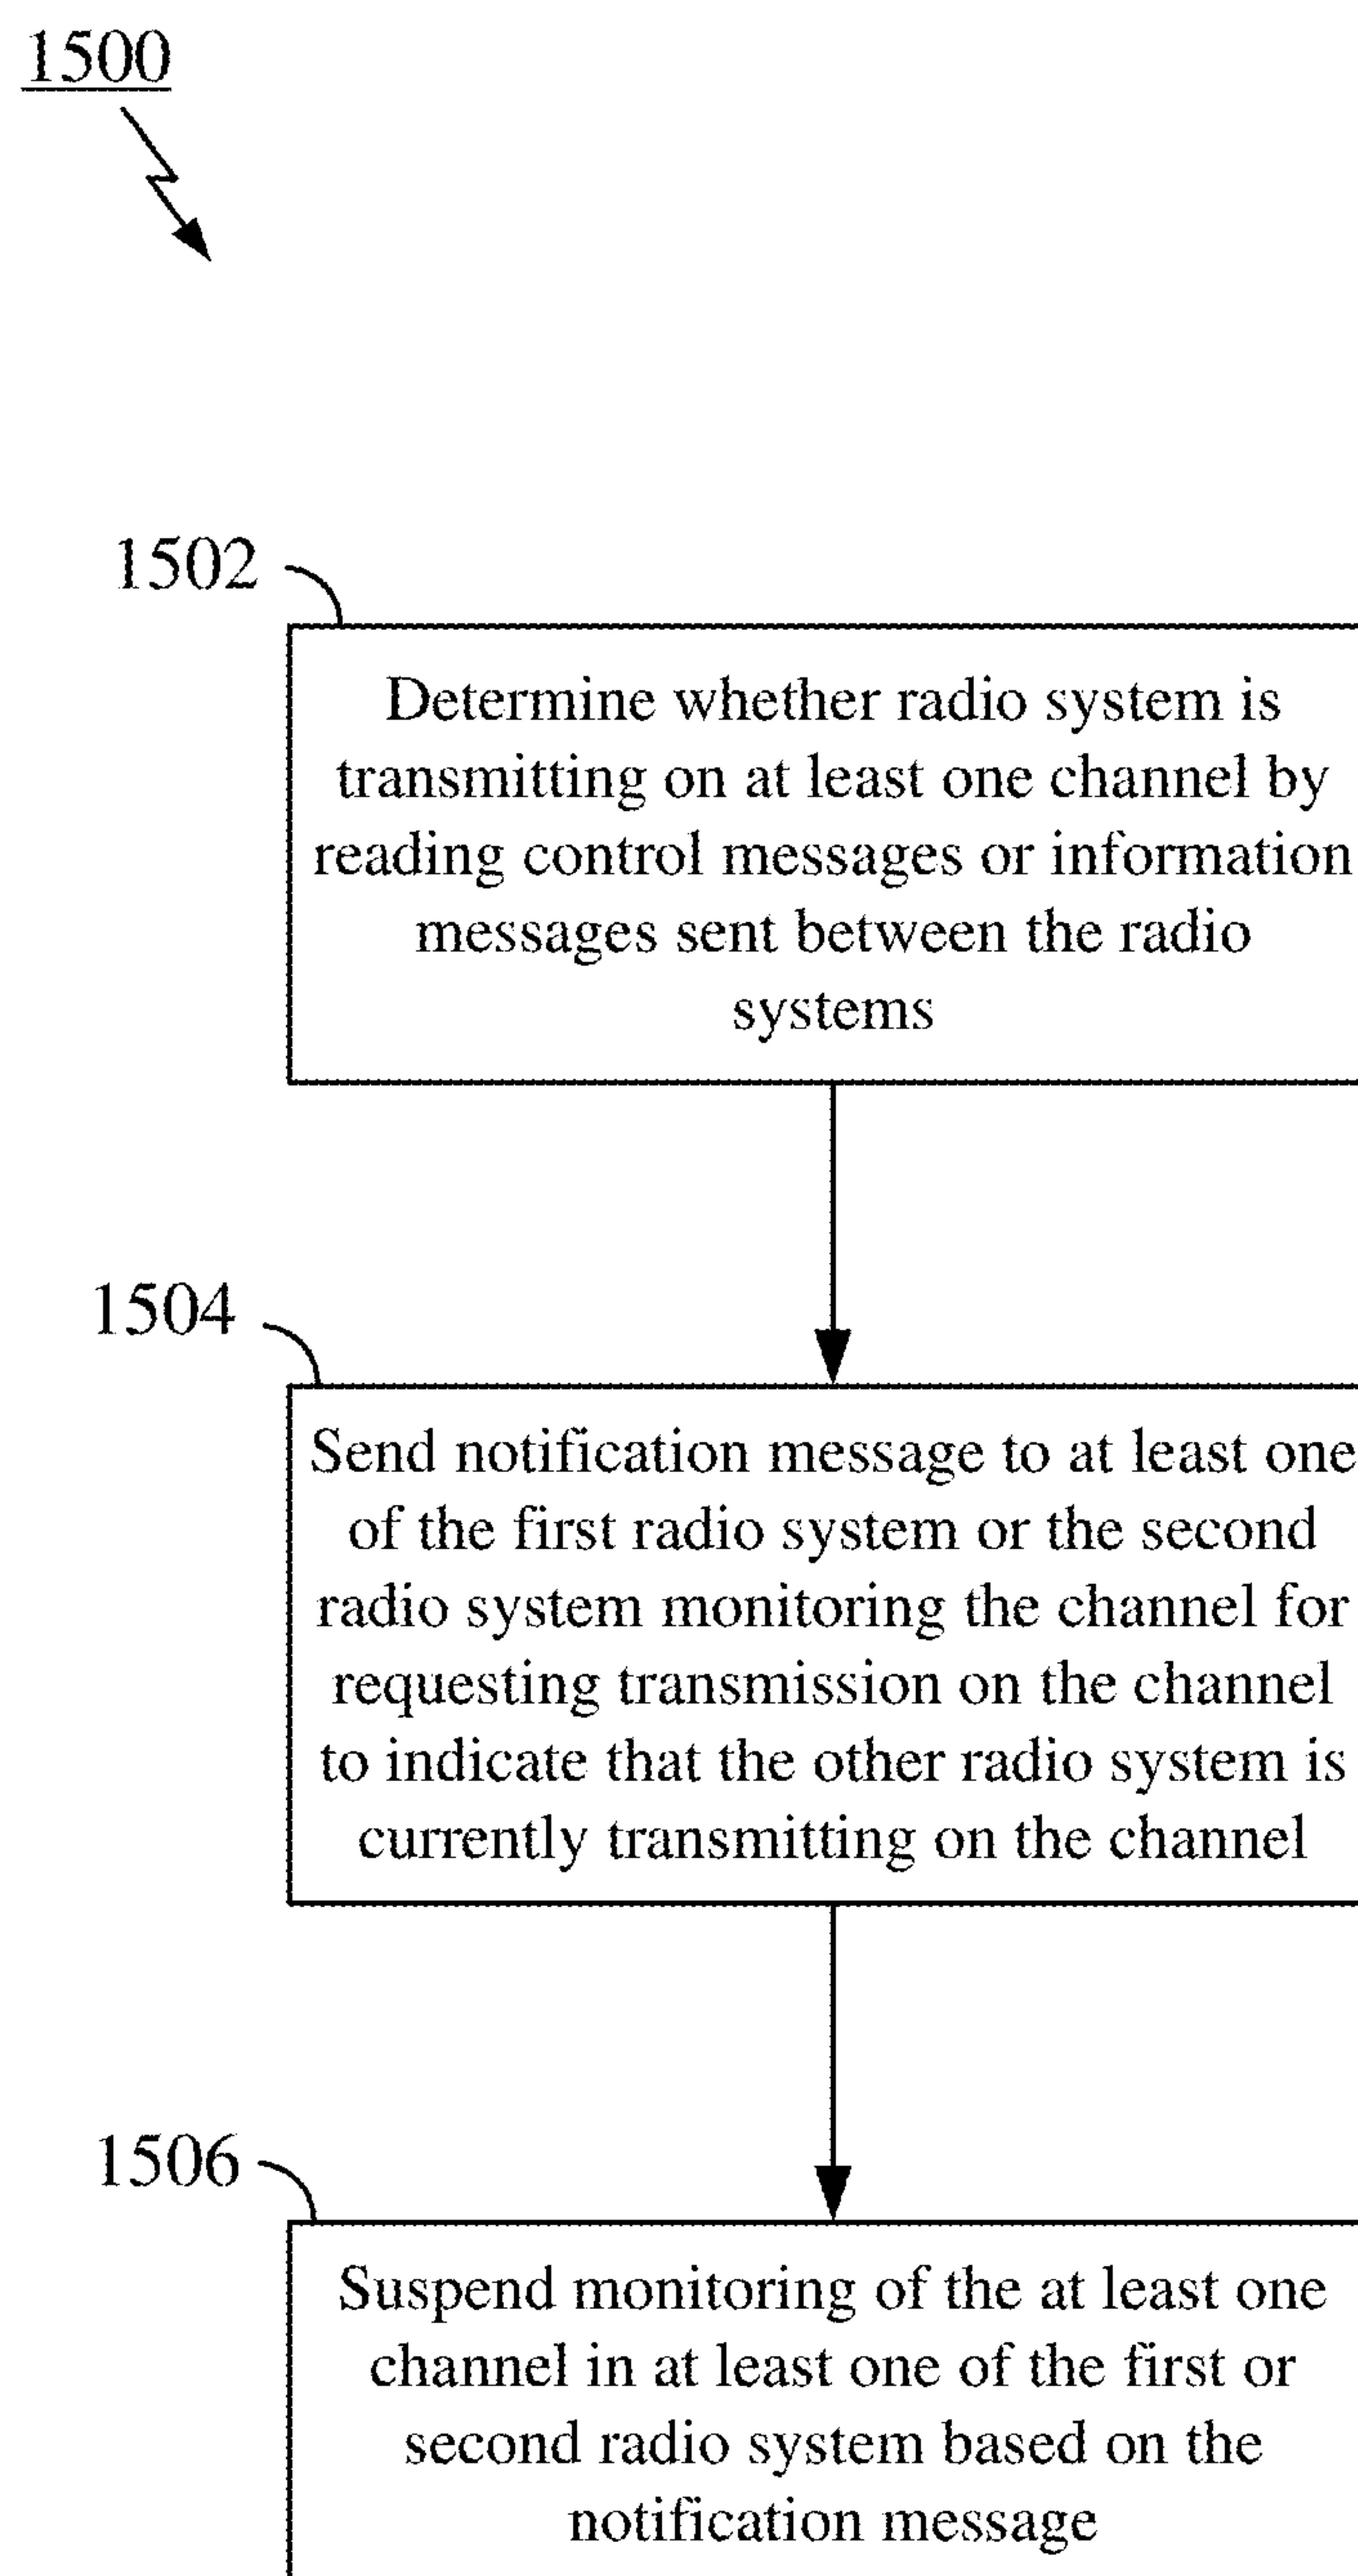 1500
1502
Determine whether radio system is
transmitting on at least one channel by
reading control messages or information
messages sent between the radio
systems
1504
Send notification message to at least one
of the first radio system or the second
radio system monitoring the channel for
requesting transmission on the channel
to indicate that the other radio system is
currently transmitting on the channel
1506
Suspend monitoring of the at least one
channel in at least one of the first or
second radio system based on the
notification message